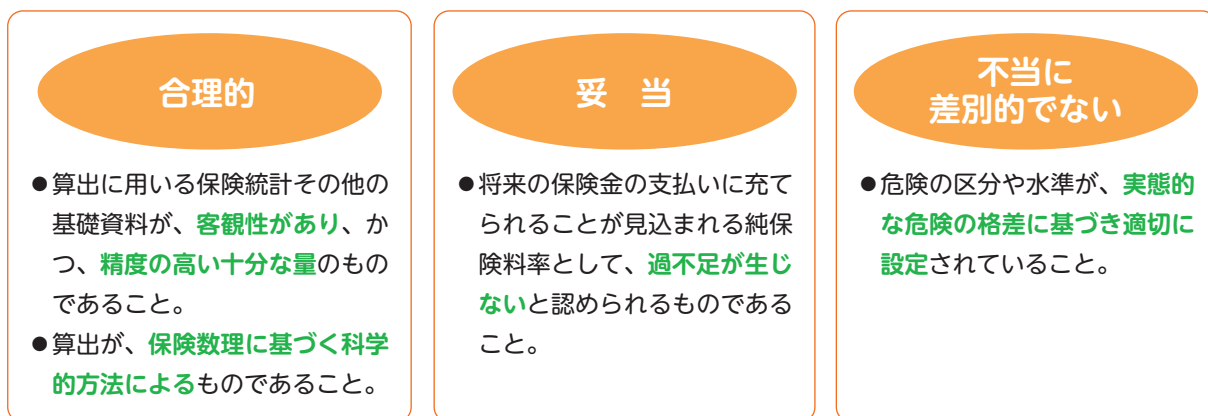 合理的
●算出に用いる保険統計その他の
基礎資料が、客観性があり、か
つ、精度の高い十分な量のもの
であること。
●算出が、保険数理に基づく科学
的方法によるものであること。
妥　当
●将来の保険金の支払いに充て
られることが見込まれる純保
険料率として、過不足が生じ
ないと認められるものである
こと。
不当に
差別的でない
●危険の区分や水準が、実態的
な危険の格差に基づき適切に
設定されていること。